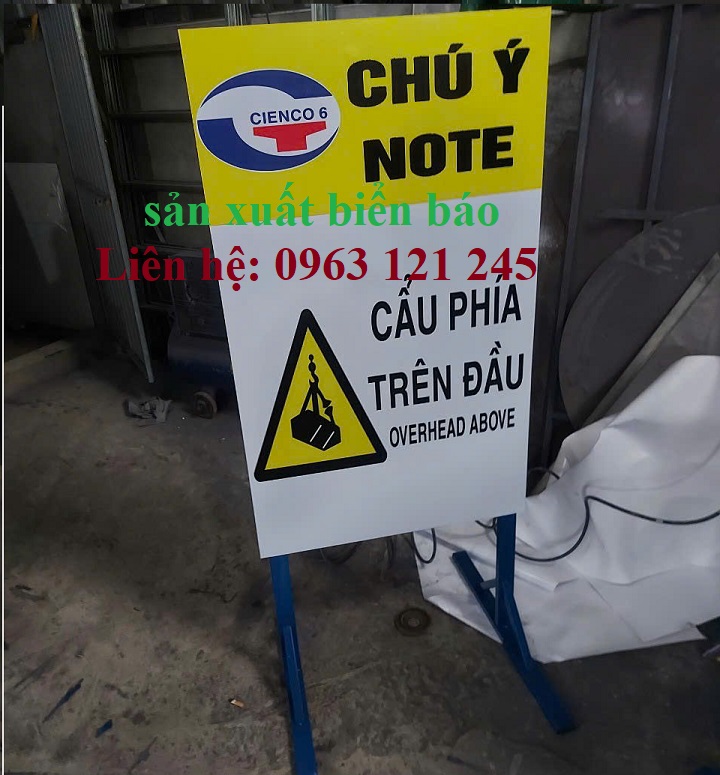 CIENCO 6
CHÚ Ý
NOTE
sản xuất biển báo
Liên hệ: 0963 121 245
CẨU PHÍA
TRÊN ĐẦU
OVERHEAD ABOVE